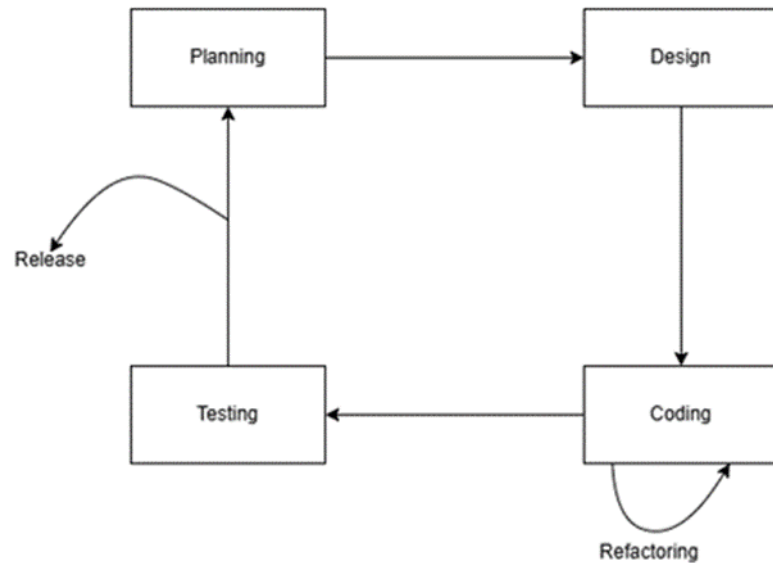 Planning
Design
Release
Testing
Coding
Refactoring